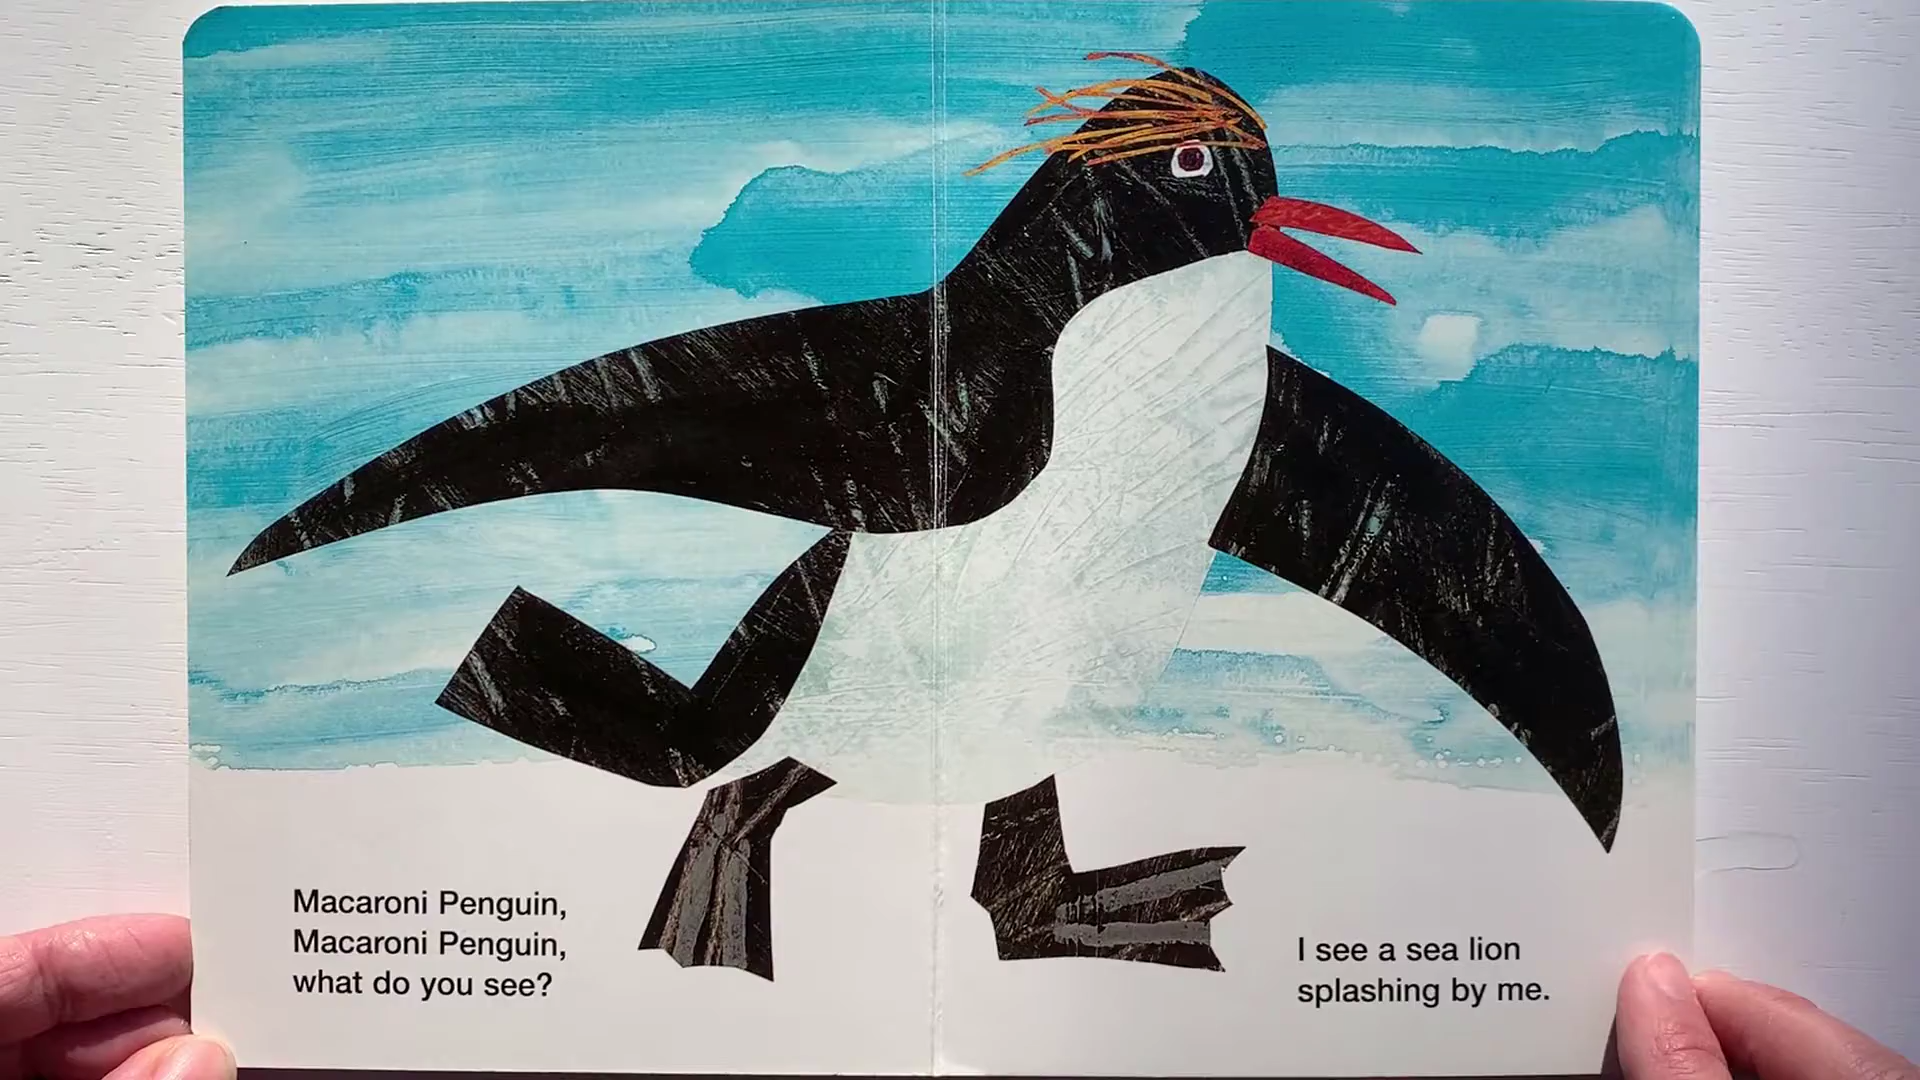 Macaroni Penguin,
Macaroni Penguin,
what do you see?
I see a sea lion
splashing by me.